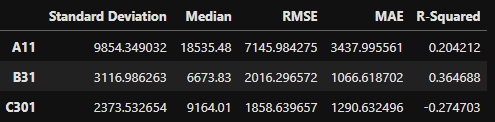 Standard Deviation Median RMSE MAE R-Squared
A11 9854.349032 18535.48 7145.984275 3437.995561 0.204212
B31 3116.986263 6673.83 2016.296572 1066.618702 0.364688
C301 2373.532654 9164.01 1858.639657 1290.632496 -0.274703